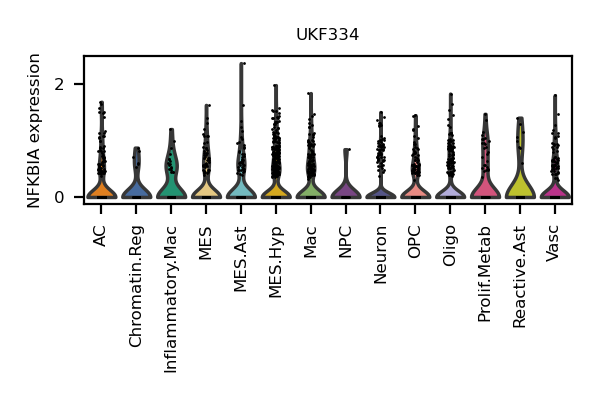 UKF334
NFKBIA expression
2
0
AC
Chromatin.Reg
Inflammatory.Mac
MES
MES.Ast
MES.Hyp
Mac
NPC
Neuron
OPC
Oligo
Prolif.Metab
Reactive.Ast
Vasc